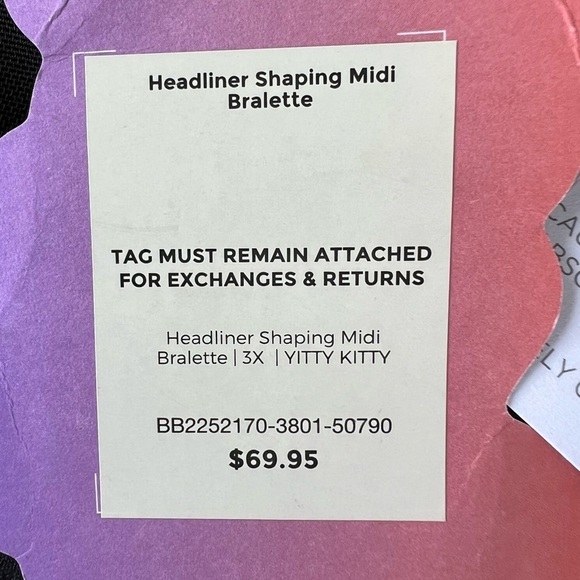 Headliner Shaping Midi
Bralette
TAG MUST REMAIN ATTACHED
FOR EXCHANGES & RETURNS
Headliner Shaping Midi
Bralette | 3X | YITTY KITTY
BB2252170-3801-50790
$69.95